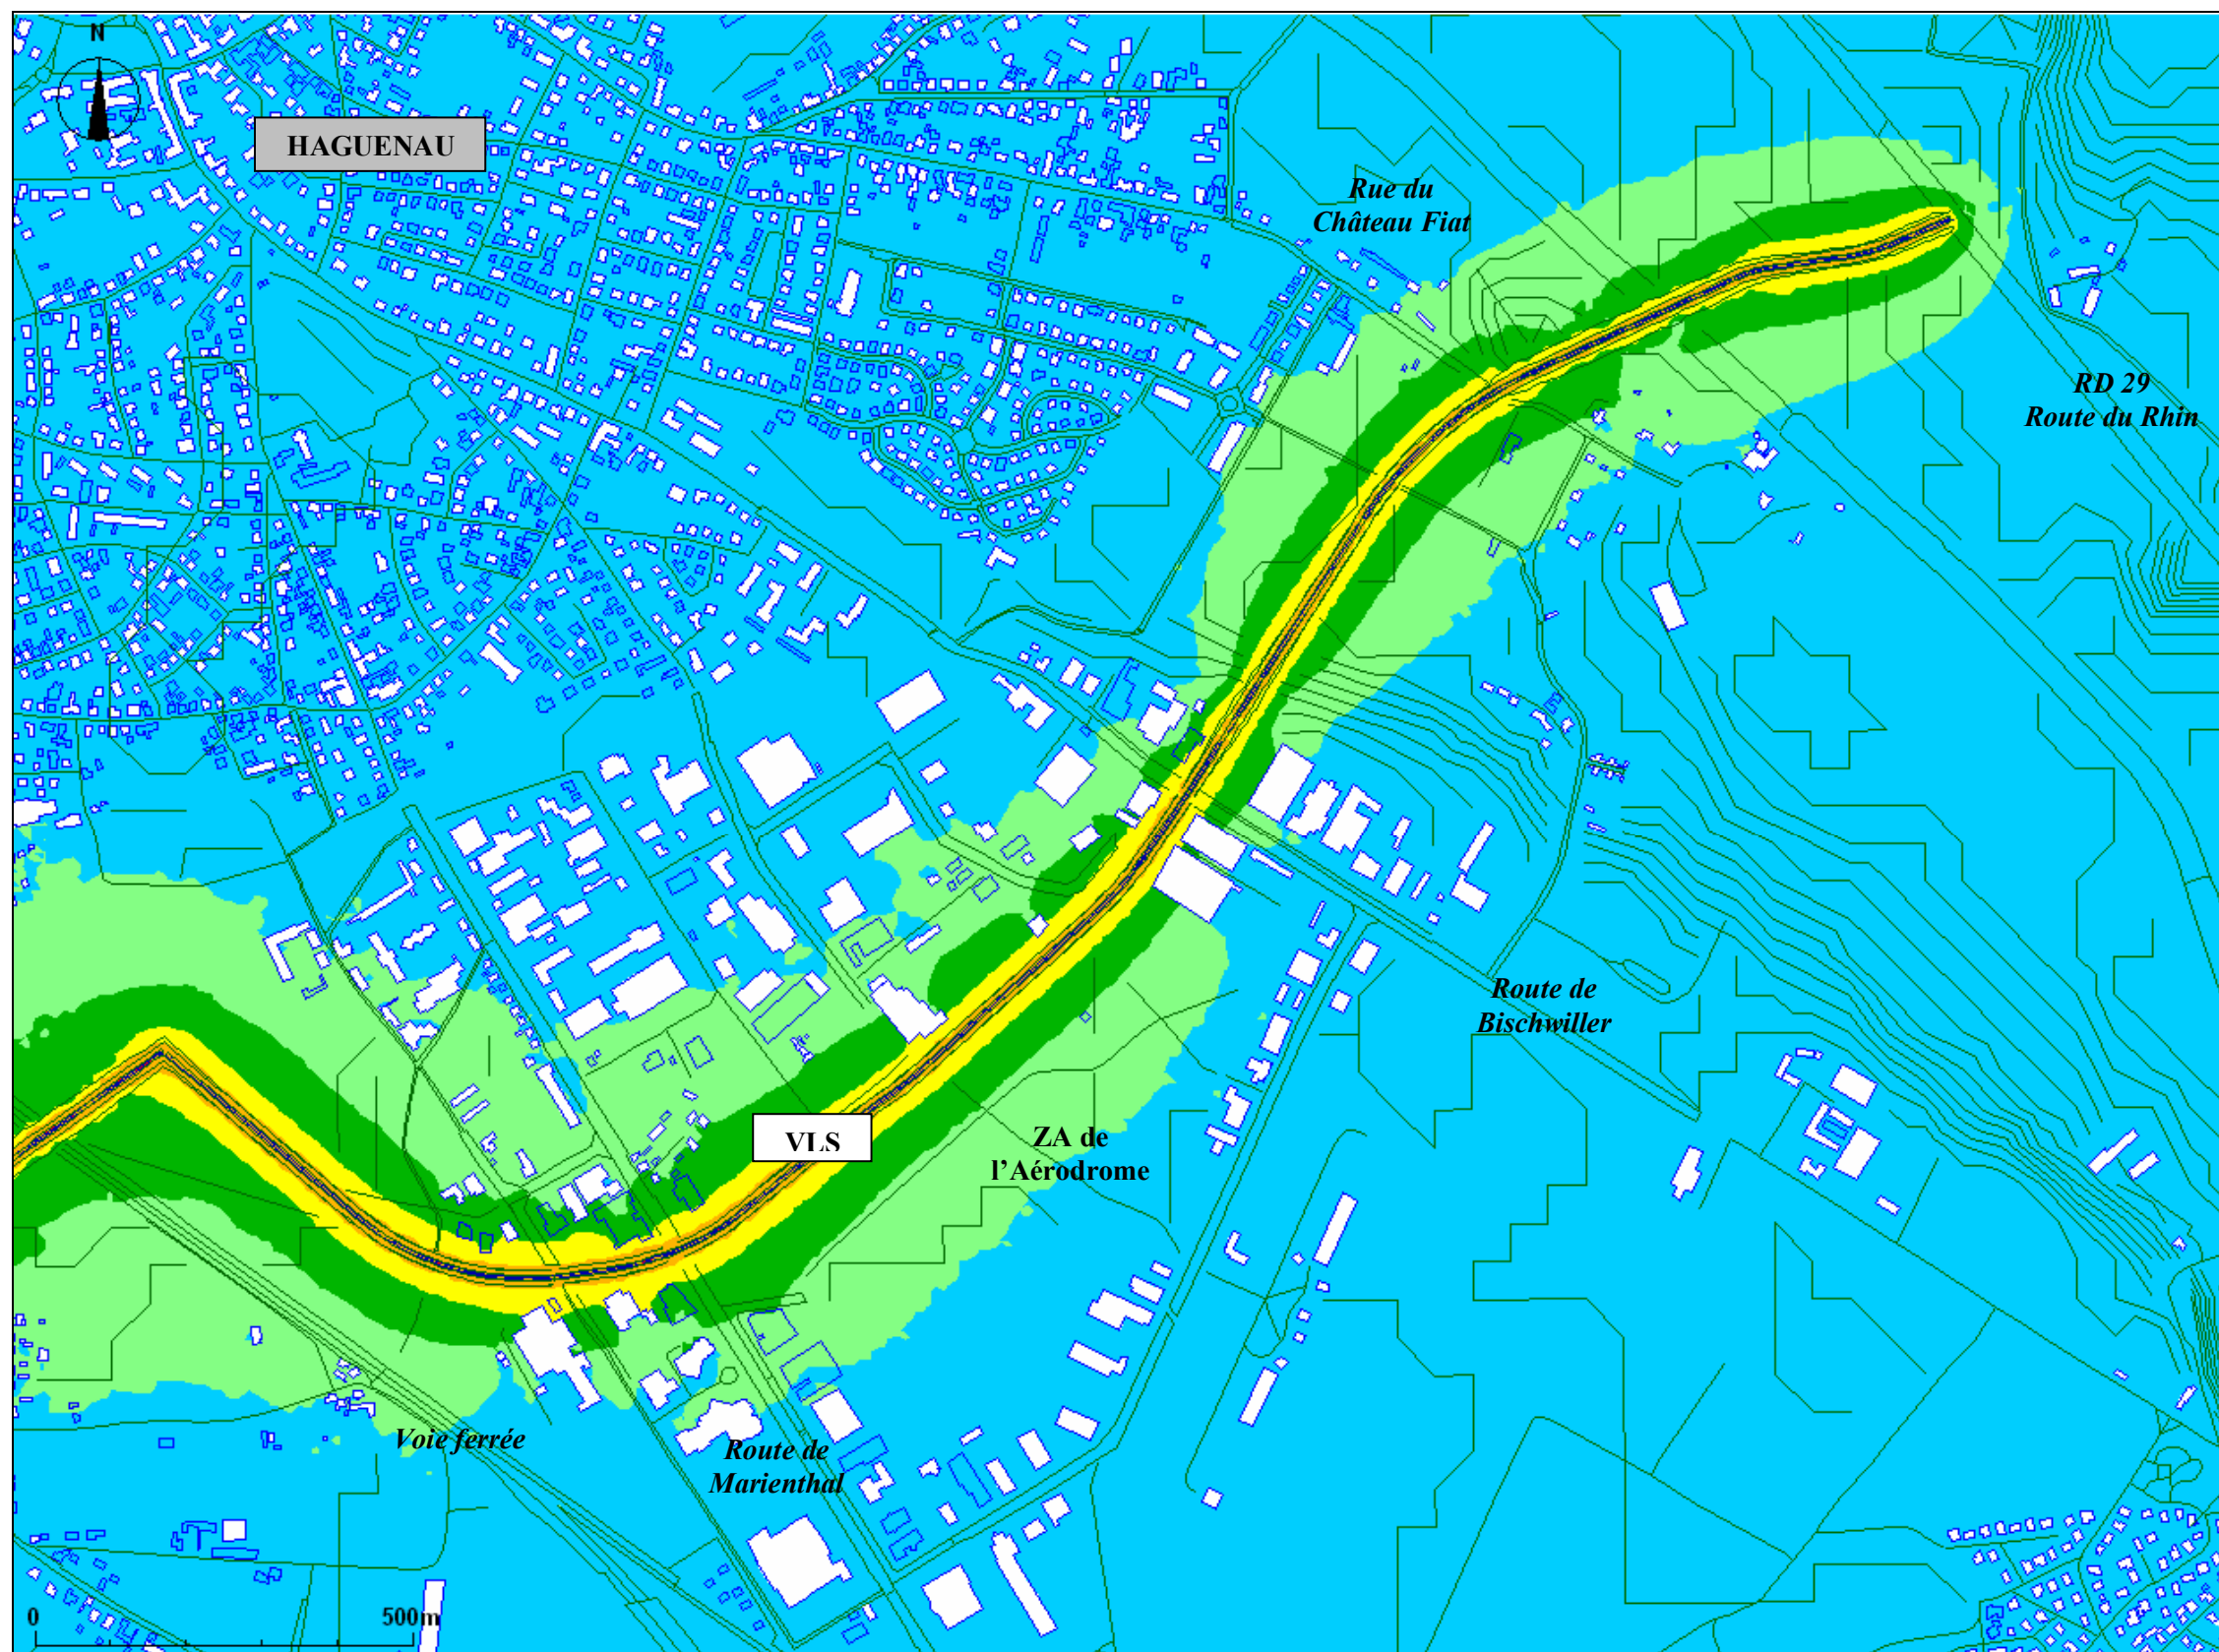 N
HAGUENAU
Rue du
Château Fiat
RD 29
Route du Rhin
Route de
Bischwiller
VLS
ZA de
l'Aérodrome
Voie ferrée
Route de
Marienthal
0 500m